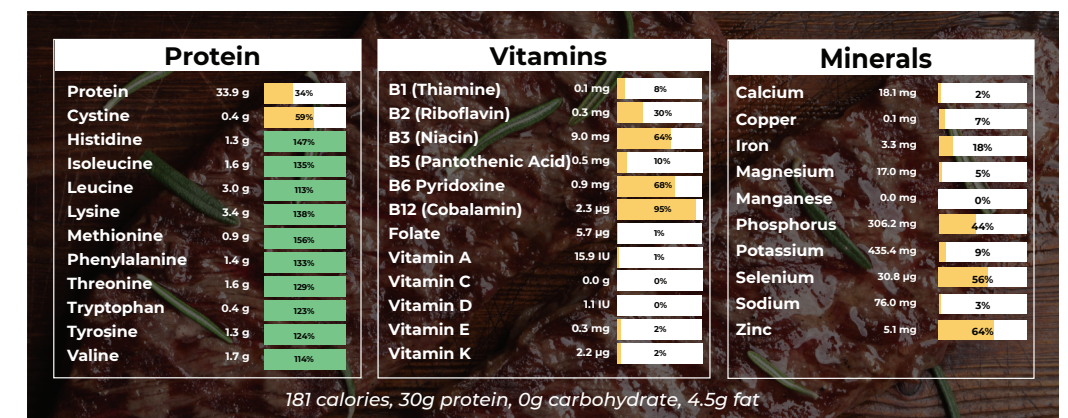 Protein
Protein 33.9 g 34%
Cystine 0.4 g 59%
Histidine 1.3 g 147%
Isoleucine 1.6 g 135%
Leucine 3.0 g 113%
Lysine 3.4 g 138%
Methionine 0.9 g 156%
Phenylalanine 1.4 g 133%
Threonine 1.6 g 129%
Tryptophan 0.4 g 123%
Tyrosine 1.3 g 124%
Valine 1.7 g 114%
Vitamins
B1 (Thiamine) 0.1 mg 8%
B2 (Riboflavin) 0.3 mg 30%
B3 (Niacin) 9.0 mg 64%
B5 (Pantothenic Acid) 0.5 mg 10%
B6 Pyridoxine 0.9 mg 68%
B12 (Cobalamin) 2.3 µg 95%
Folate 5.7 µg 1%
Vitamin A 15.9 IU 1%
Vitamin C 0.0 g 0%
Vitamin D 1.1 IU 0%
Vitamin E 0.3 mg 2%
Vitamin K 2.2 µg 2%
Minerals
Calcium 18.1 mg 2%
Copper 0.1 mg 7%
Iron 3.3 mg 18%
Magnesium 17.0 mg 5%
Manganese 0.0 mg 0%
Phosphorus 306.2 mg 44%
Potassium 435.4 mg 9%
Selenium 30.8 µg 56%
Sodium 76.0 mg 3%
Zinc 5.1 mg 64%
181 calories, 30g protein, 0g carbohydrate, 4.5g fat